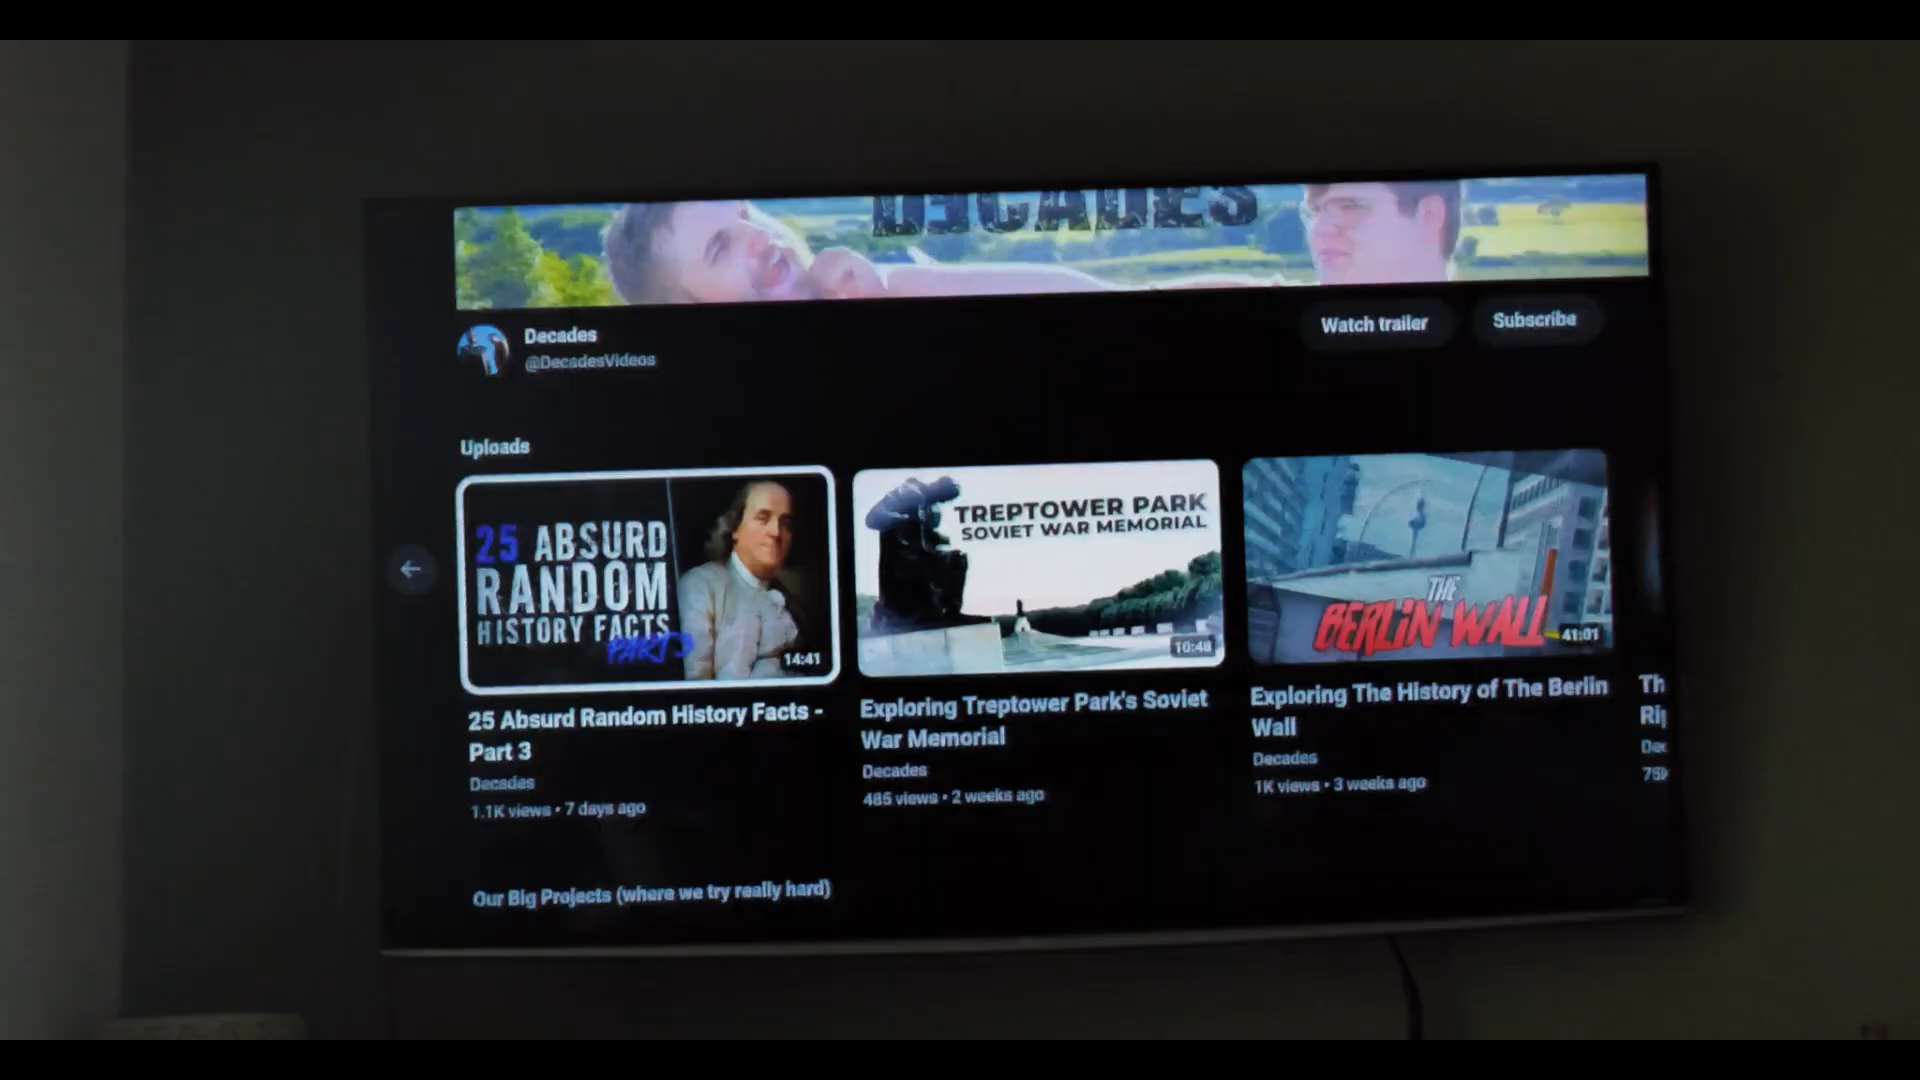 DECADES
Decades
@DecadesVideos
Watch trailer
Subscribe
Uploads
25 ABSURD
RANDOM
HISTORY FACTS
PART 3
14:41
TREPTOWER PARK
SOVIET WAR MEMORIAL
10:48
THE
BERLIN WALL
41:01
25 Absurd Random History Facts -
Part 3
Decades
1.1K views • 7 days ago
Exploring Treptower Park's Soviet
War Memorial
Decades
485 views • 2 weeks ago
Exploring The History of The Berlin
Wall
Decades
1K views • 3 weeks ago
Our Big Projects (where we try really hard)